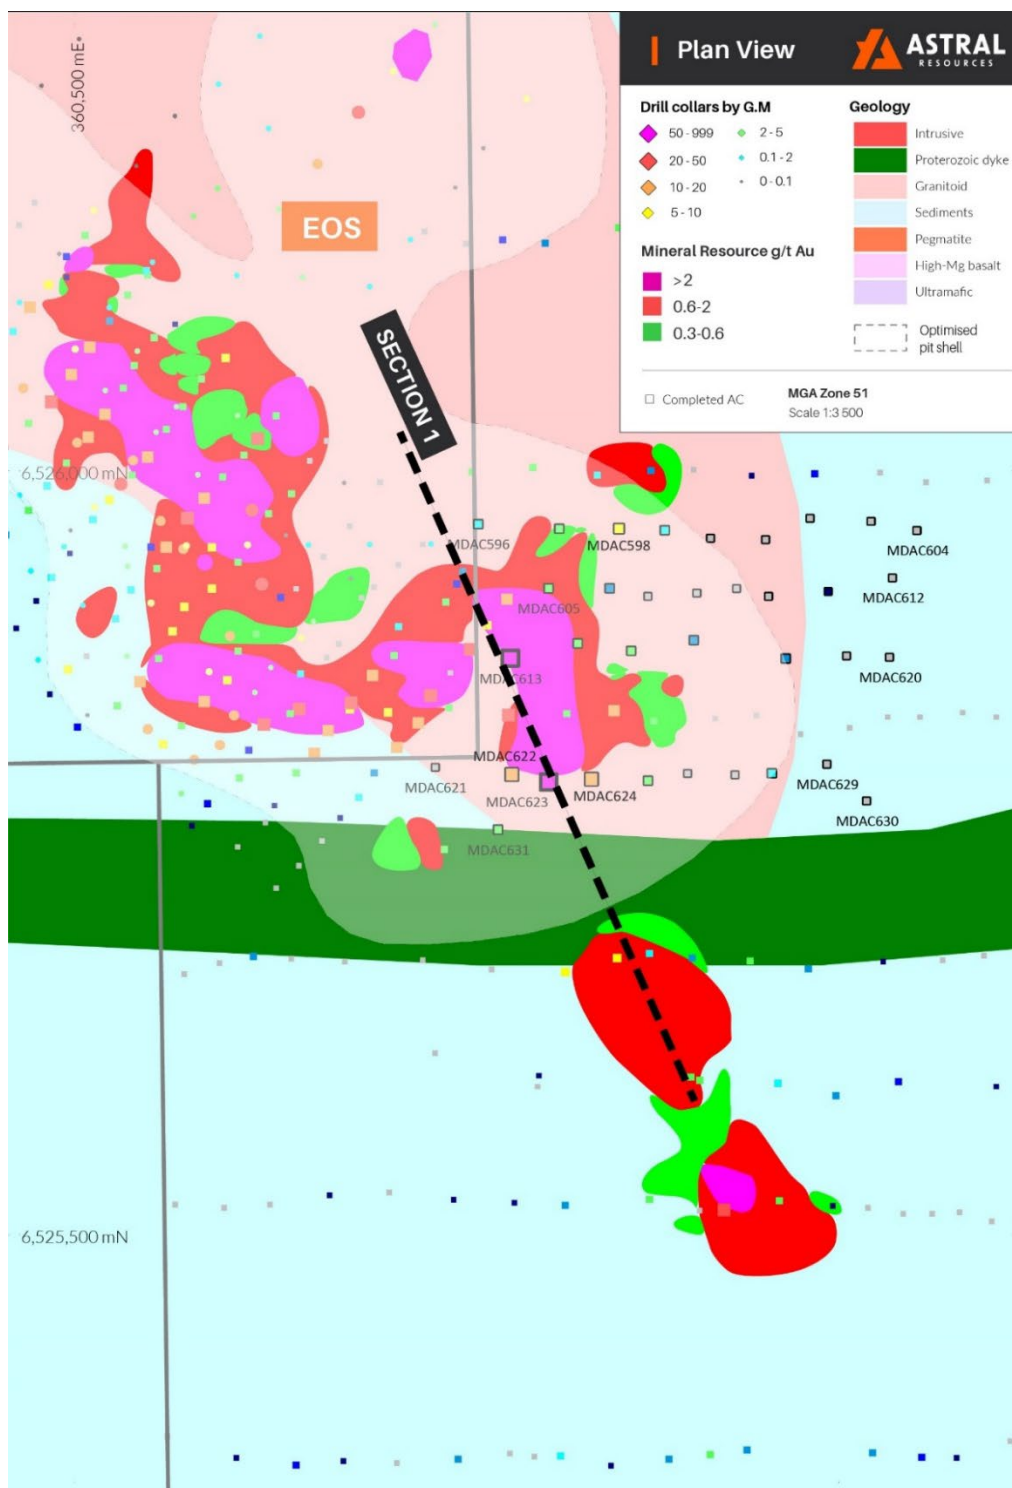 Plan View
ASTRAL
RESOURCES
Drill collars by G.M
50 - 999
20 - 50
10 - 20
5 - 10
2 - 5
0.1 - 2
0 - 0.1
Mineral Resource g/t Au
>2
0.6-2
0.3-0.6
Completed AC
Geology
Intrusive
Proterozoic dyke
Granitoid
Sediments
Pegmatite
High-Mg basalt
Ultramafic
Optimised
pit shell
MGA Zone 51
Scale 1:3 500
360,500 mE
EOS
SECTION 1
6,526,000 mN
MDAC596
MDAC598
MDAC604
MDAC605
MDAC612
MDAC613
MDAC620
MDAC622
MDAC621
MDAC623
MDAC624
MDAC629
MDAC630
MDAC631
6,525,500 mN